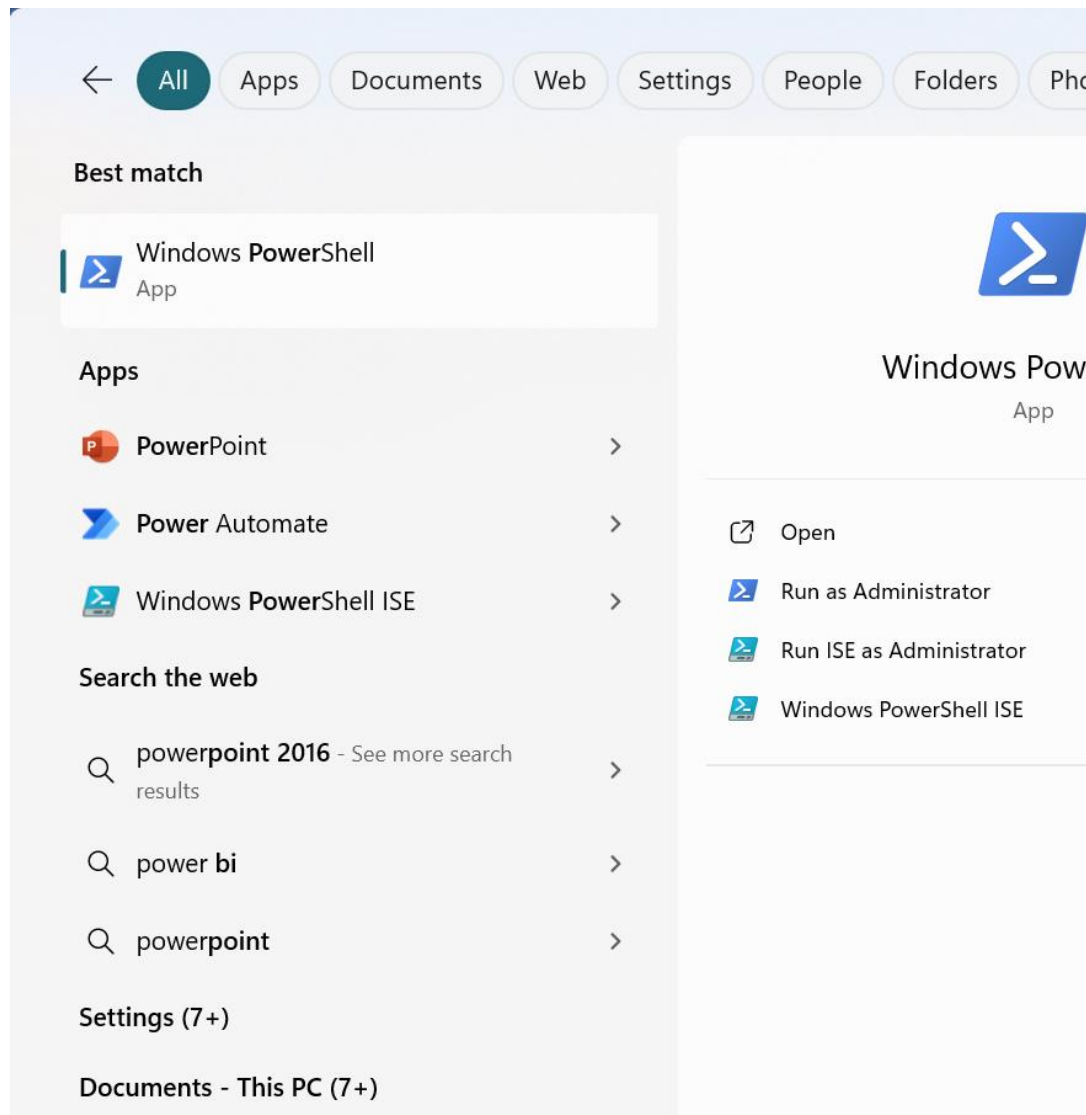 All Apps Documents Web Settings People Folders Pho
Best match
Windows PowerShell
App
Apps
PowerPoint
Power Automate
Windows PowerShell ISE
Search the web
powerpoint 2016 - See more search
results
power bi
powerpoint
Settings (7+)
Documents - This PC (7+)
Windows Pow
App
Open
Run as Administrator
Run ISE as Administrator
Windows PowerShell ISE